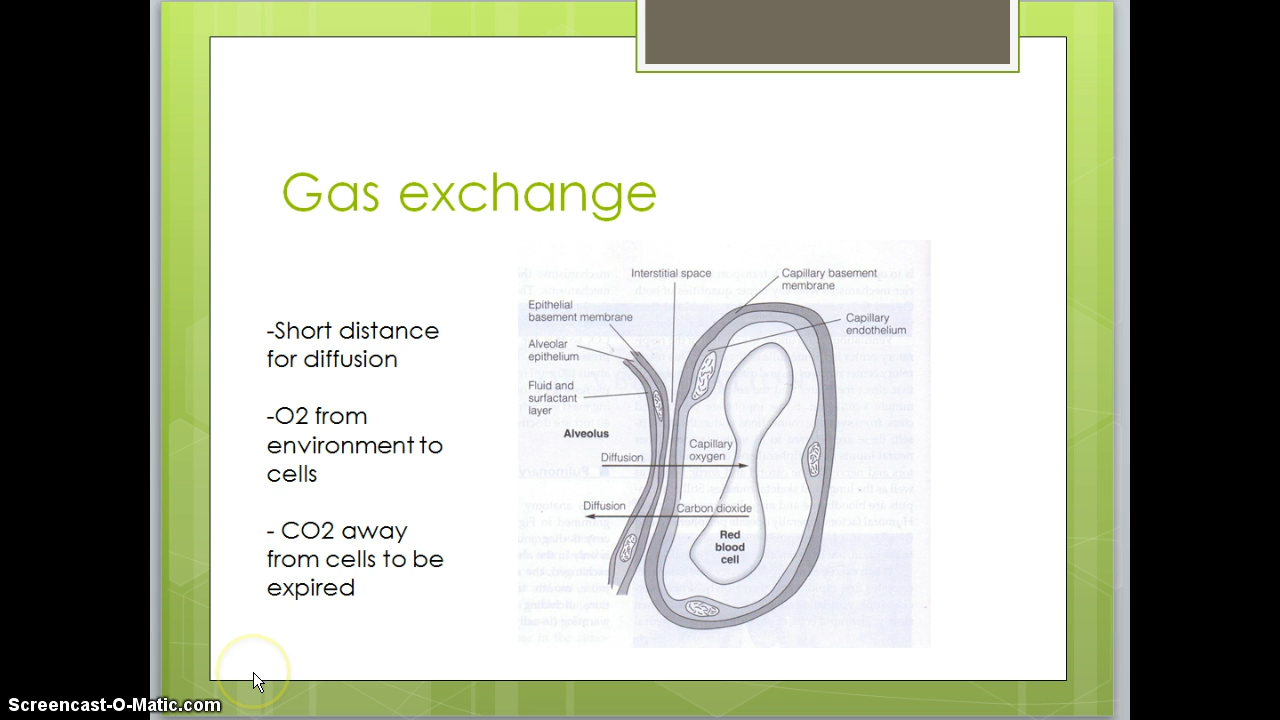 Gas exchange
-Short distance
for diffusion
-O2 from
environment to
cells
- CO2 away
from cells to be
expired
Interstitial space
Capillary basement
membrane
Epithelial
basement membrane
Capillary
endothelium
Alveolar
epithelium
Fluid and
surfactant
layer
Alveolus
Capillary
oxygen
Diffusion
Diffusion
Carbon dioxide
Red
blood
cell
Screencast-O-Matic.com